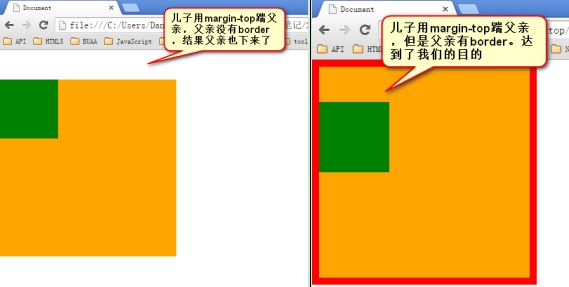 Document
file:///C:/Users/Dan
API
HTML5
BUAA
JavaScript
儿子用margin-top踹父
亲，父亲没有border
，结果父亲也下来了
Document
API
儿子用margin-top踹父亲
，但是父亲有border。达
到了我们的目的